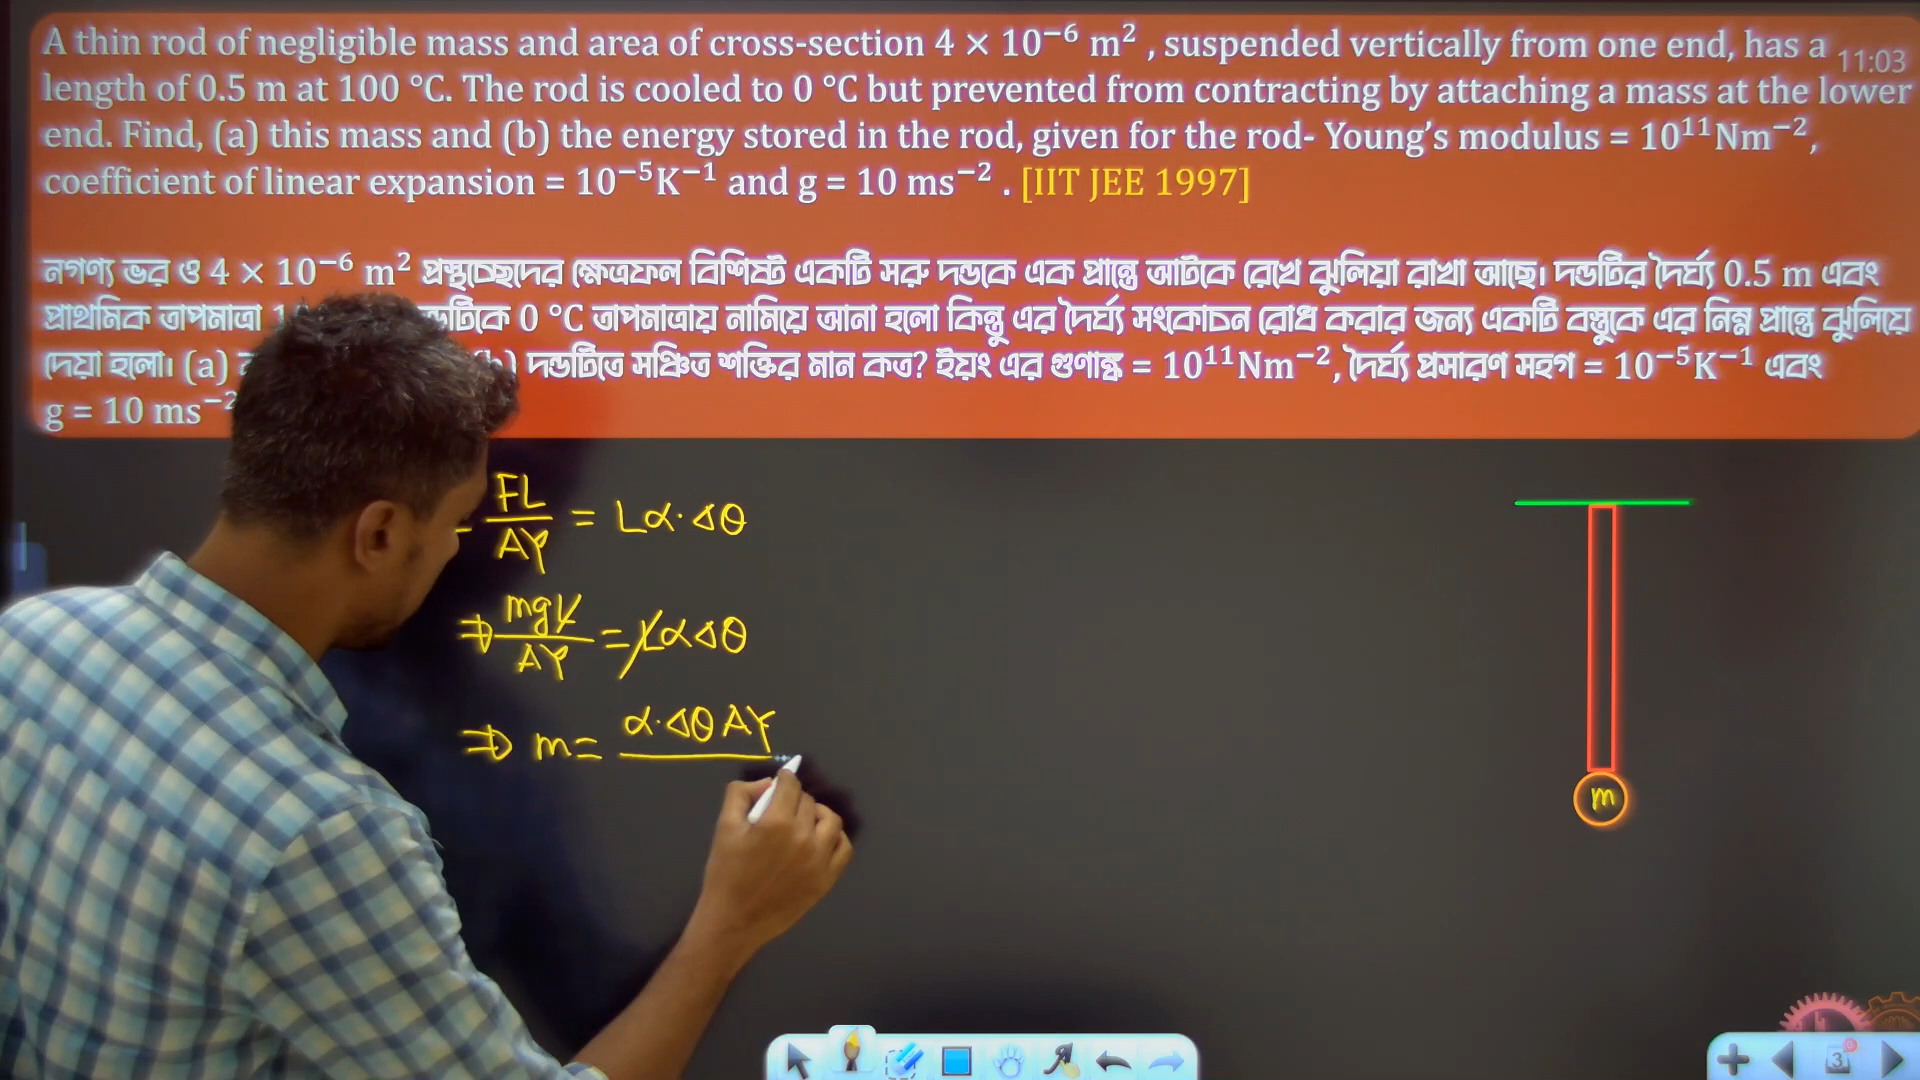 A thin rod of negligible mass and area of cross-section 4 × 10⁻⁶ m² , suspended vertically from one end, has a
11:03
length of 0.5 m at 100 °C. The rod is cooled to 0 °C but prevented from contracting by attaching a mass at the lower
end. Find, (a) this mass and (b) the energy stored in the rod, given for the rod- Young's modulus = 10¹¹Nm⁻²,
coefficient of linear expansion = 10⁻⁵K⁻¹ and g = 10 ms⁻² . [IIT JEE 1997]
নগণ্য ভর ও 4 × 10⁻⁶ m² প্রস্থচ্ছেদের ক্ষেত্রফল বিশিষ্ট একটি সরু দন্ডকে এক প্রান্তে আটকে রেখে ঝুলিয়া রাখা আছে। দন্ডটির দৈর্ঘ্য 0.5 m এবং
প্রাথমিক তাপমাত্রা 0 °C তাপমাত্রায় নামিয়ে আনা হলো কিন্তু এর দৈর্ঘ্য সংকোচন রোধ করার জন্য একটি বস্তুকে এর নিম্ন প্রান্তে ঝুলিয়ে
দেয়া হলো। (a) দন্ডটিতে সঞ্চিত শক্তির মান কত? ইয়ং এর গুণাঙ্ক = 10¹¹Nm⁻², দৈর্ঘ্য প্রসারণ সহগ = 10⁻⁵K⁻¹ এবং
g = 10 ms⁻²
FL/AY = Lα·Δθ
⇒ mgL/AY = LαΔθ
⇒ m = α·ΔθAY
m
3